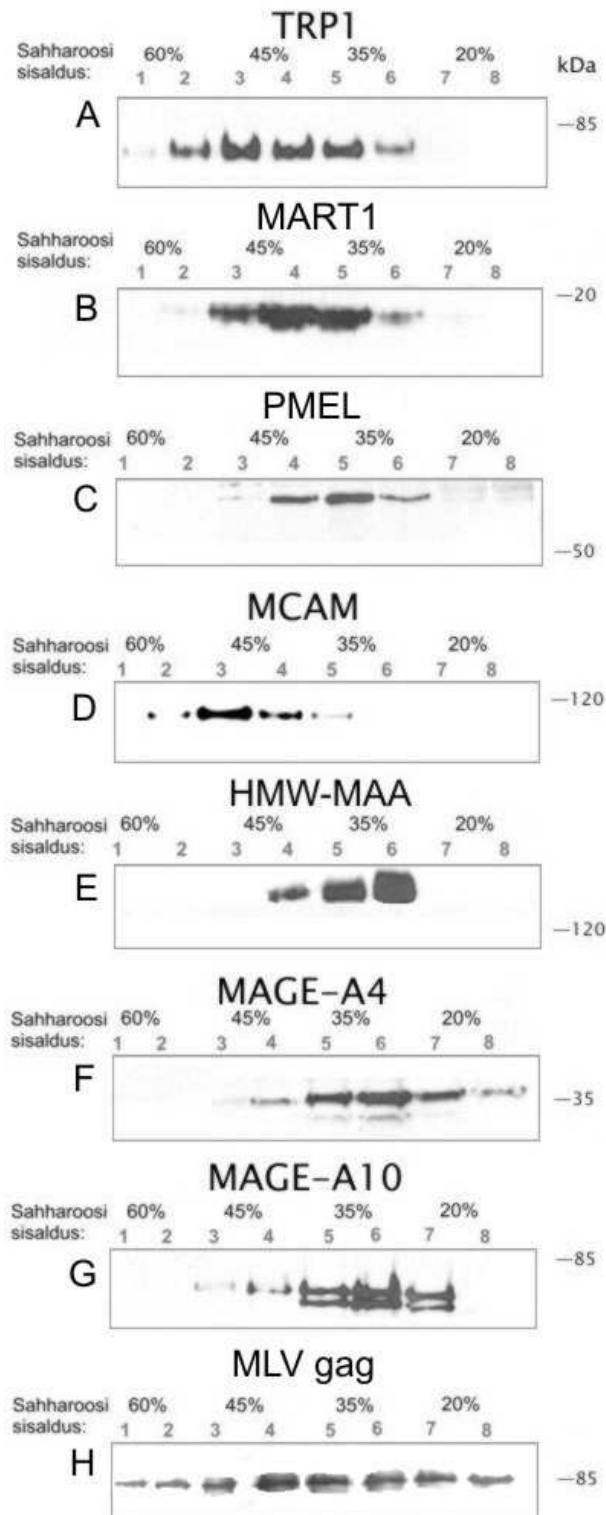 TRP1
Sahharoosi 60% 45% 35% 20%
sisaldus: 1 2 3 4 5 6 7 8 kDa
A —85
MART1
Sahharoosi 60% 45% 35% 20%
sisaldus: 1 2 3 4 5 6 7 8
B —20
PMEL
Sahharoosi 60% 45% 35% 20%
sisaldus: 1 2 3 4 5 6 7 8
C —50
MCAM
Sahharoosi 60% 45% 35% 20%
sisaldus: 1 2 3 4 5 6 7 8
D —120
HMW-MAA
Sahharoosi 60% 45% 35% 20%
sisaldus: 1 2 3 4 5 6 7 8
E —120
MAGE-A4
Sahharoosi 60% 45% 35% 20%
sisaldus: 1 2 3 4 5 6 7 8
F —35
MAGE-A10
Sahharoosi 60% 45% 35% 20%
sisaldus: 1 2 3 4 5 6 7 8
G —85
MLV gag
Sahharoosi 60% 45% 35% 20%
sisaldus: 1 2 3 4 5 6 7 8
H —85